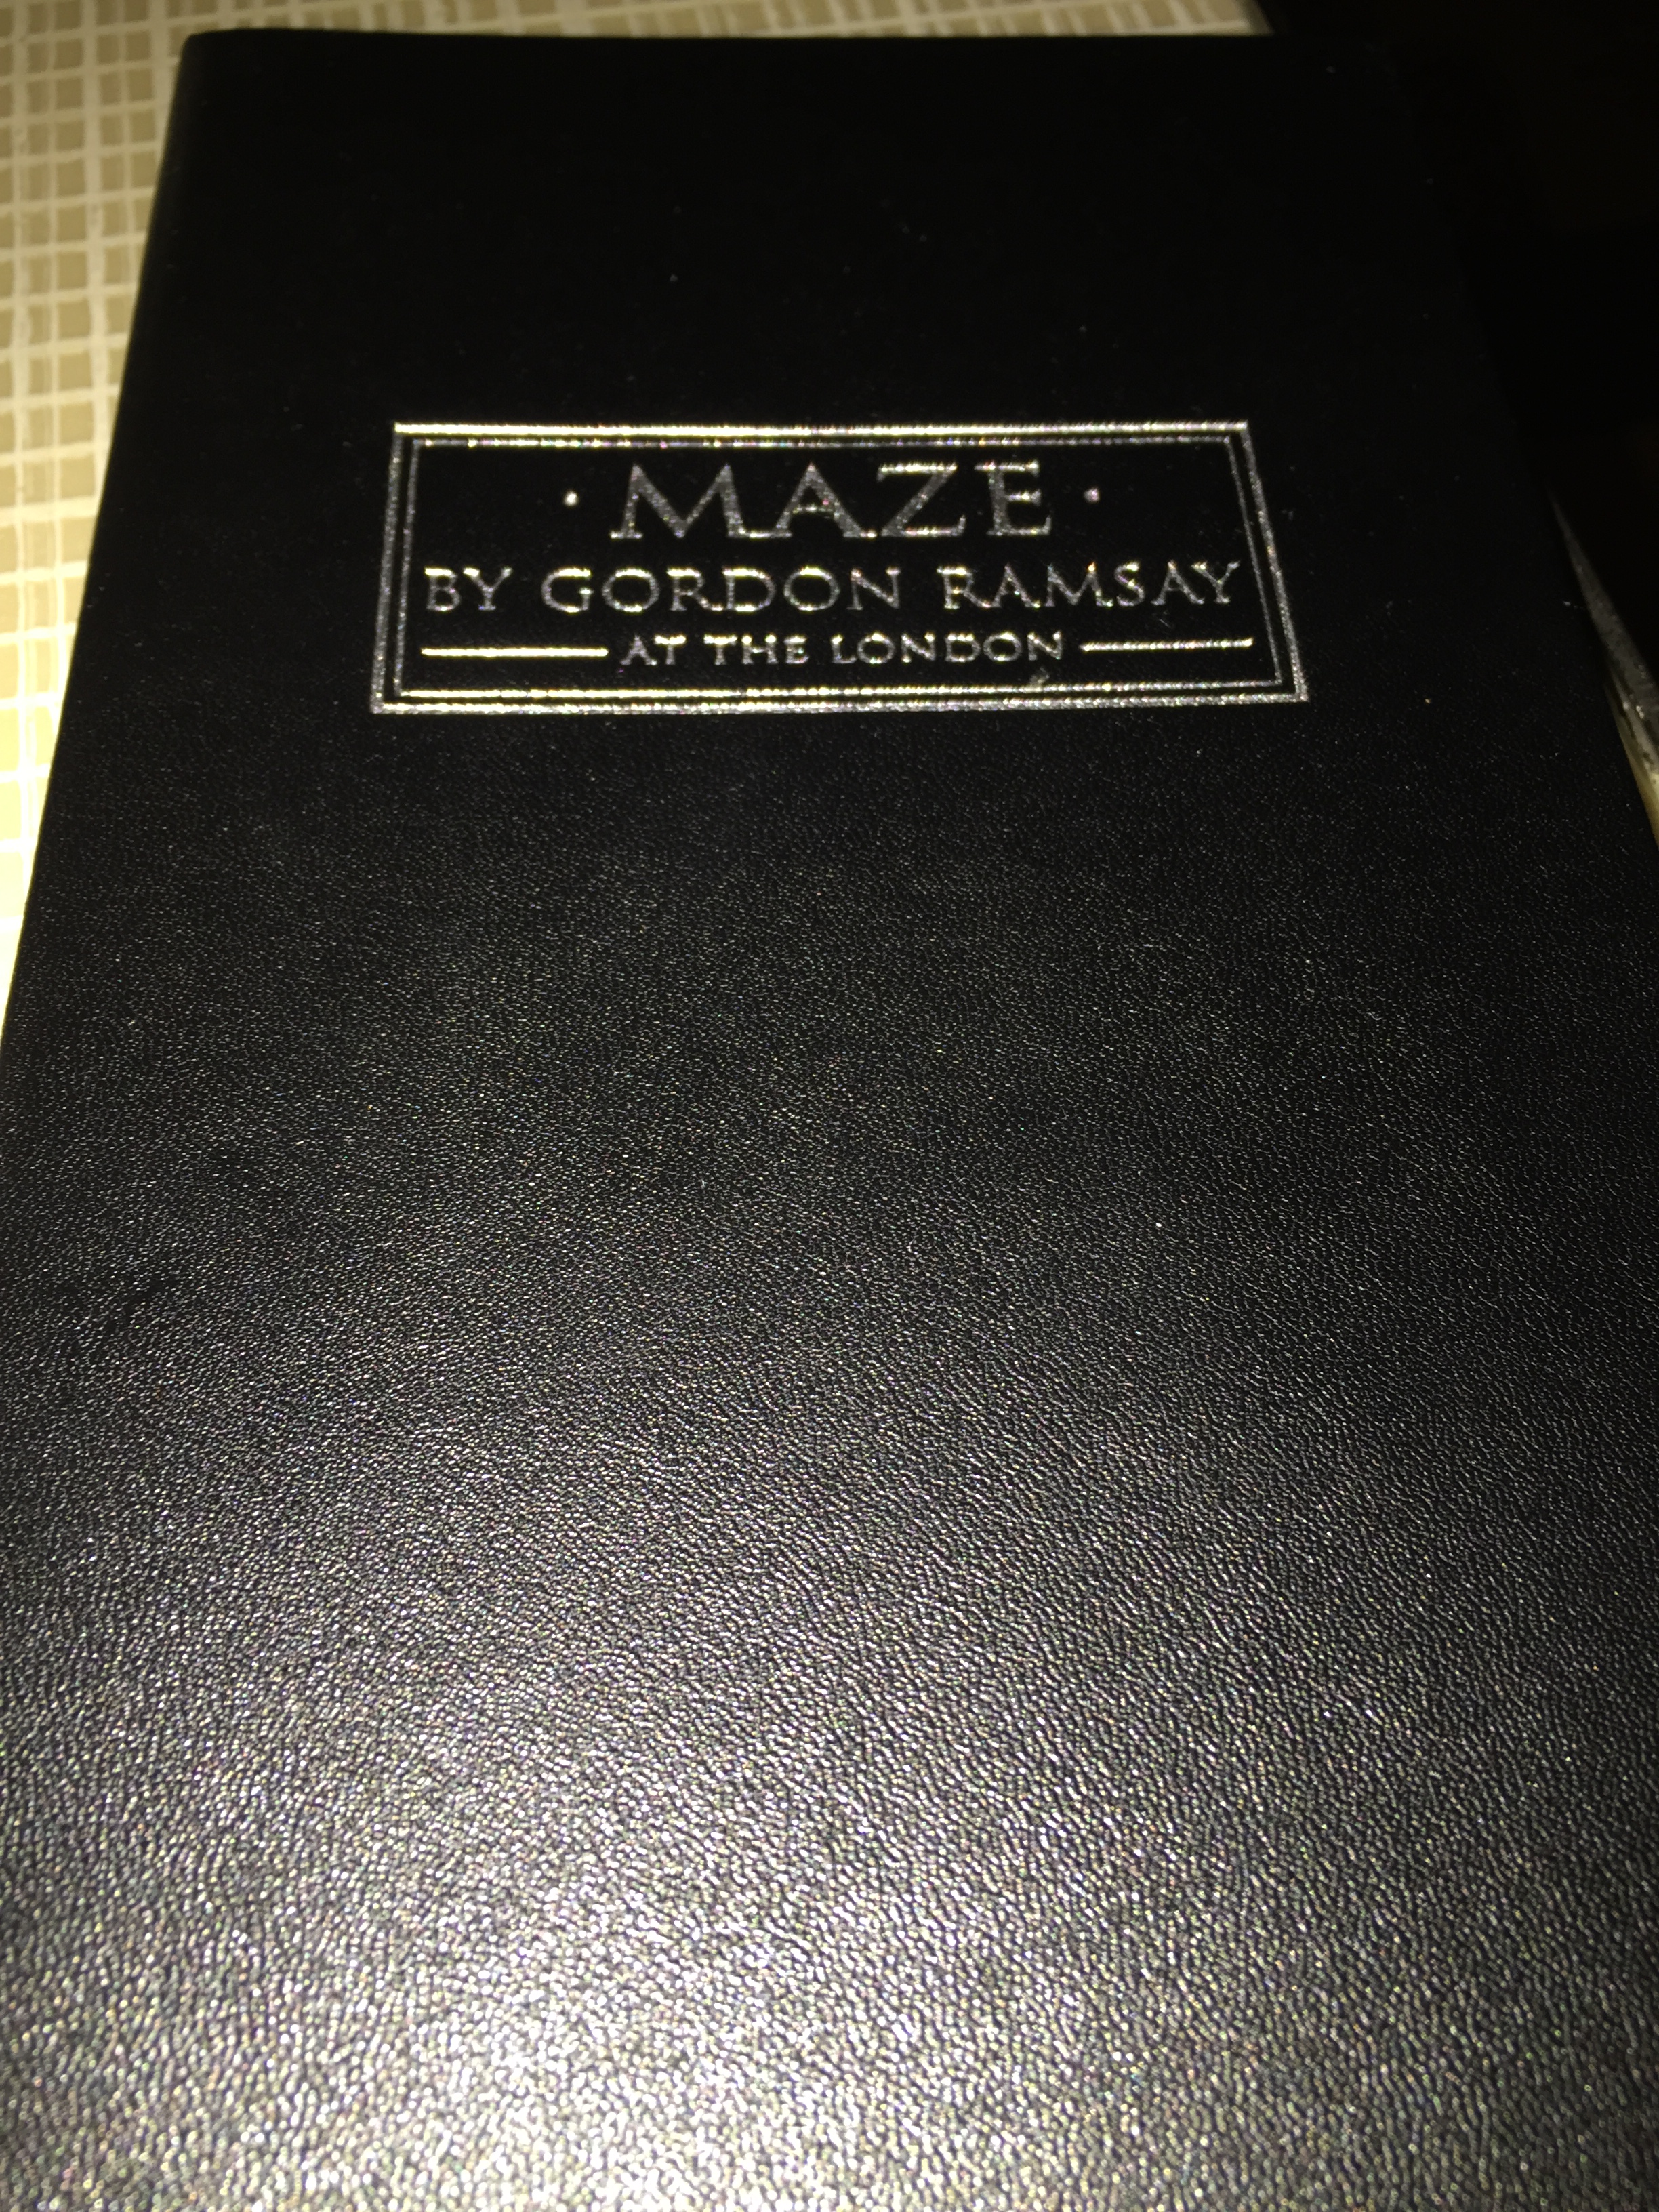 · MAZE ·
BY GORDON RAMSAY
AT THE LONDON